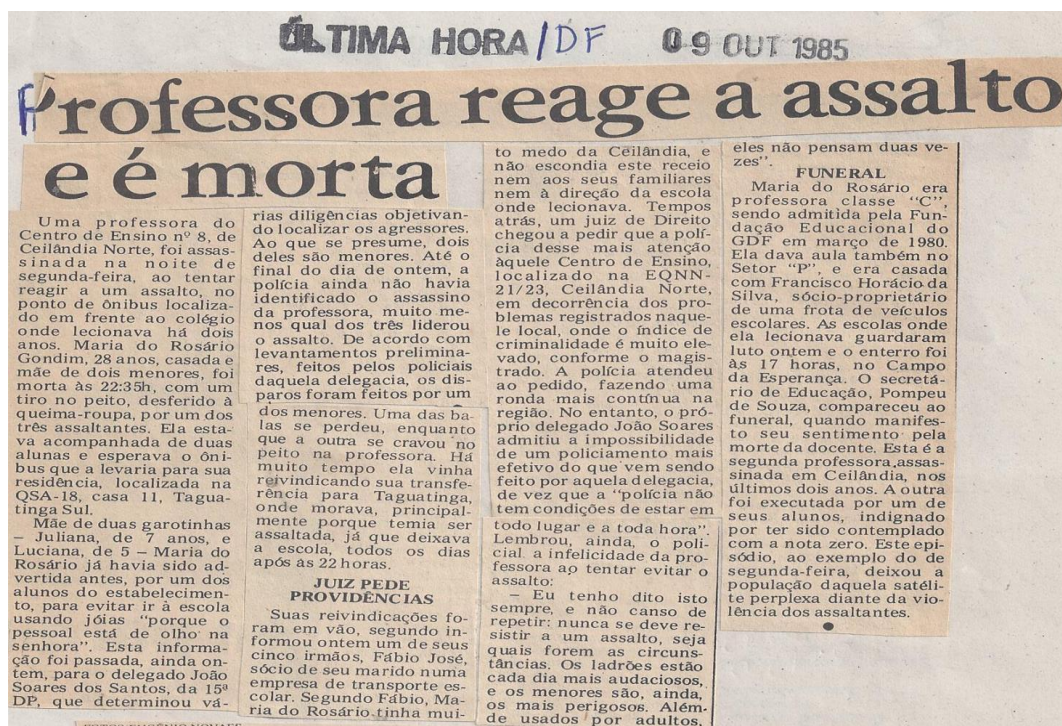 ÚLTIMA HORA /DF 09 OUT 1985
Professora reage a assalto
e é morta
Uma professora do
Centro de Ensino nº 8, de
Ceilândia Norte, foi assas-
sinada na noite de
segunda-feira, ao tentar
reagir a um assalto, no
ponto de ônibus localiza-
do em frente ao colégio
onde lecionava há dois
anos. Maria do Rosário
Gondim, 28 anos, casada e
mãe de dois menores, foi
morta às 22:35h, com um
tiro no peito, desferido à
queima-roupa, por um dos
três assaltantes. Ela esta-
va acompanhada de duas
alunas e esperava o ôni-
bus que a levaria para sua
residência, localizada na
QSA-18, casa 11, Tagua-
tinga Sul.
Mãe de duas garotinhas
– Juliana, de 7 anos, e
Luciana, de 5 – Maria do
Rosário já havia sido ad-
vertida antes, por um dos
alunos do estabelecimen-
to, para evitar ir à escola
usando jóias "porque o
pessoal está de olho na
senhora". Esta informa-
ção foi passada, ainda on-
tem, para o delegado João
Soares dos Santos, da 15ª
DP, que determinou vá-
rias diligências objetivan-
do localizar os agressores.
Ao que se presume, dois
deles são menores. Até o
final do dia de ontem, a
polícia ainda não havia
identificado o assassino
da professora, muito me-
nos qual dos três liderou
o assalto. De acordo com
levantamentos prelimina-
res, feitos pelos policiais
daquela delegacia, os dis-
paros foram feitos por um
dos menores. Uma das ba-
las se perdeu, enquanto
que a outra se cravou no
peito na professora. Há
muito tempo ela vinha
reivindicando sua transfe-
rência para Taguatinga,
onde morava, principal-
mente porque temia ser
assaltada, já que deixava
a escola, todos os dias
após às 22 horas.
JUIZ PEDE
PROVIDÊNCIAS
Suas reivindicações fo-
ram em vão, segundo in-
formou ontem um de seus
cinco irmãos, Fábio José,
sócio de seu marido numa
empresa de transporte es-
colar. Segundo Fábio, Ma-
ria do Rosário tinha mui-
to medo da Ceilândia, e
não escondia este receio
nem aos seus familiares
nem à direção da escola
onde lecionava. Tempos
atrás, um juiz de Direito
chegou a pedir que a polí-
cia desse mais atenção
àquele Centro de Ensino,
localizado na EQNN-
21/23, Ceilândia Norte,
em decorrência dos pro-
blemas registrados naque-
le local, onde o índice de
criminalidade é muito ele-
vado, conforme o magis-
trado. A polícia atendeu
ao pedido, fazendo uma
ronda mais contínua na
região. No entanto, o pró-
prio delegado João Soares
admitiu a impossibilidade
de um policiamento mais
efetivo do que vem sendo
feito por aquela delegacia,
de vez que a "polícia não
tem condições de estar em
todo lugar e a toda hora".
Lembrou, ainda, o poli-
cial a infelicidade da pro-
fessora ao tentar evitar o
assalto:
– Eu tenho dito isto
sempre, e não canso de
repetir: nunca se deve re-
sistir a um assalto, seja
quais forem as circuns-
tâncias. Os ladrões estão
cada dia mais audaciosos,
e os menores são, ainda,
os mais perigosos. Além
de usados por adultos,
eles não pensam duas ve-
zes".
FUNERAL
Maria do Rosário era
professora classe "C",
sendo admitida pela Fun-
dação Educacional do
GDF em março de 1980.
Ela dava aula também no
Setor "P", e era casada
com Francisco Horácio da
Silva, sócio-proprietário
de uma frota de veículos
escolares. As escolas onde
ela lecionava guardaram
luto ontem e o enterro foi
às 17 horas, no Campo
da Esperança. O secretá-
rio de Educação, Pompeu
de Souza, compareceu ao
funeral, quando manifes-
to seu sentimento pela
morte da docente. Esta é a
segunda professora assas-
sinada em Ceilândia, nos
últimos dois anos. A outra
foi executada por um de
seus alunos, indignado
por ter sido contemplado
com a nota zero. Este epi-
sódio, ao exemplo do de
segunda-feira, deixou a
população daquela satéli-
te perplexa diante da vio-
lência dos assaltantes.